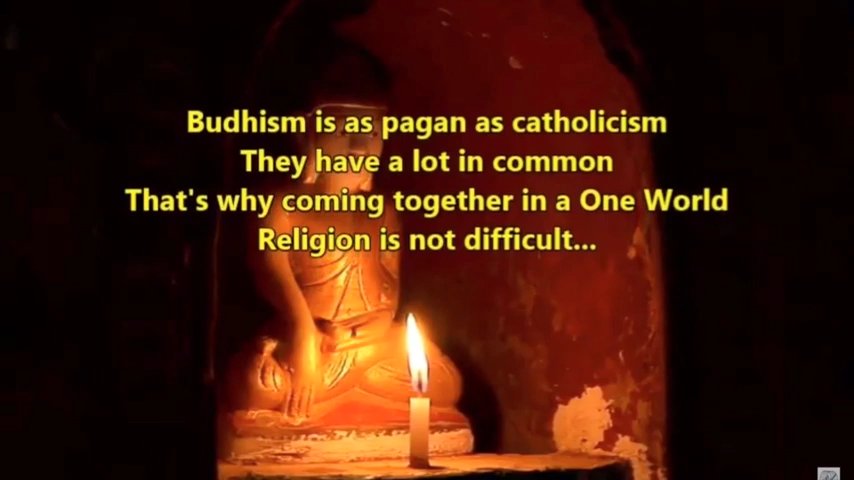 Budhism is as pagan as catholicism
They have a lot in common
That's why coming together in a One World
Religion is not difficult...